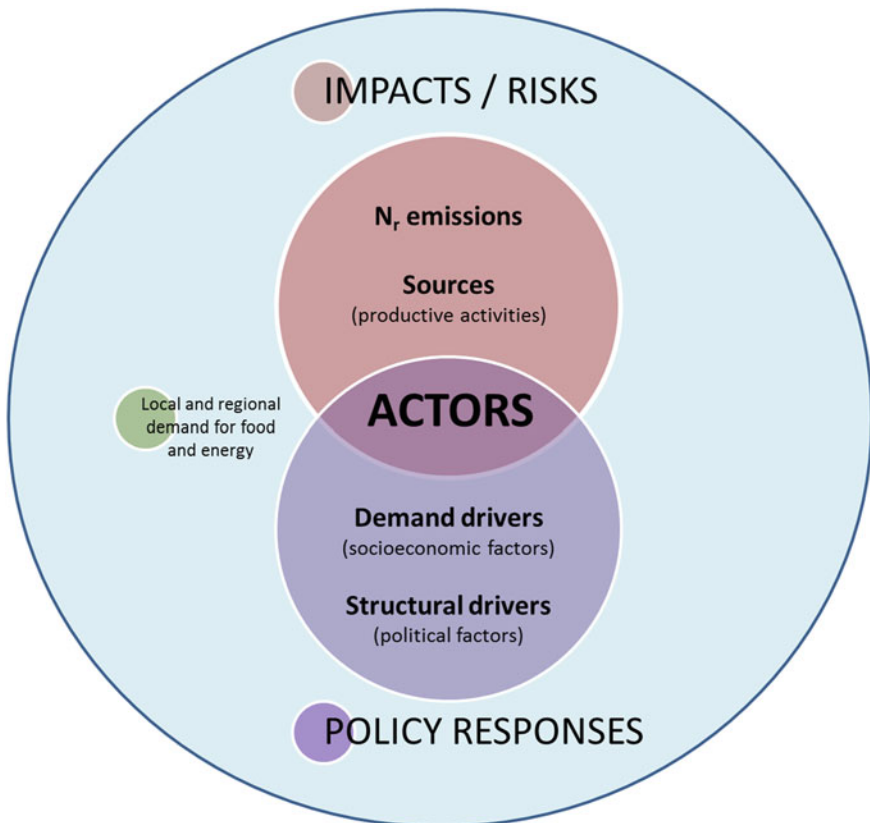 IMPACTS / RISKS
Nr emissions
Sources
(productive activities)
ACTORS
Local and regional
demand for food
and energy
Demand drivers
(socioeconomic factors)
Structural drivers
(political factors)
POLICY RESPONSES